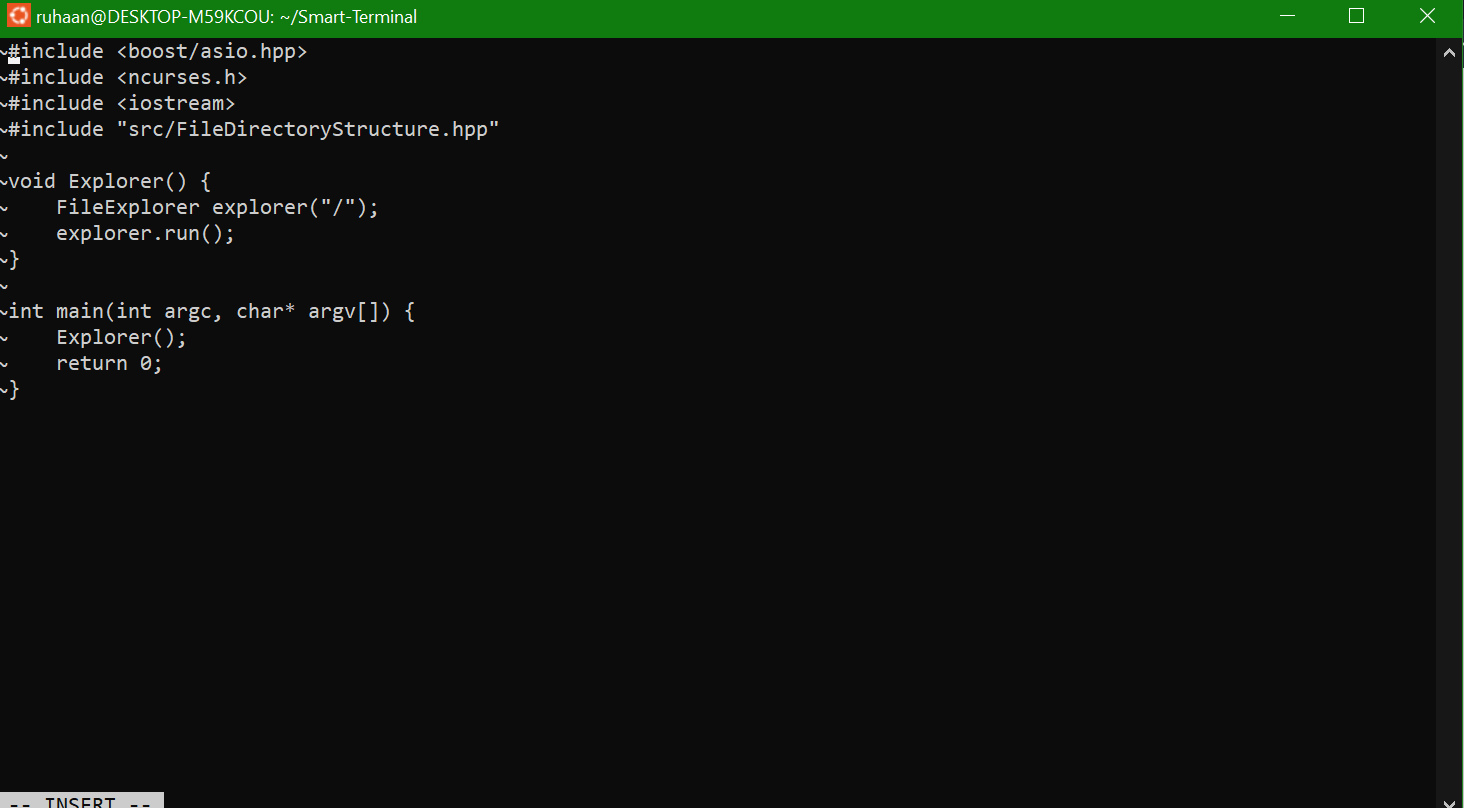 ruhaan@DESKTOP-M59KCOU: ~/Smart-Terminal
~#include <boost/asio.hpp>
~#include <ncurses.h>
~#include <iostream>
~#include "src/FileDirectoryStructure.hpp"
~
~void Explorer() {
~    FileExplorer explorer("/");
~    explorer.run();
~}
~
~int main(int argc, char* argv[]) {
~    Explorer();
~    return 0;
~}
-- INSERT --